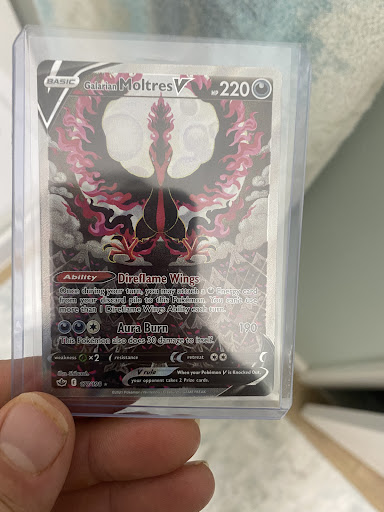 BASIC
Galarian Moltres V HP 220
Ability Direflame Wings
Once during your turn, you may attach a Energy card
from your discard pile to this Pokémon. You can't use
more than 1 Direflame Wings Ability each turn.
Aura Burn 190
This Pokémon also does 30 damage to itself.
weakness ×2 resistance retreat
V rule When your Pokémon V is Knocked Out,
your opponent takes 2 Prize cards.